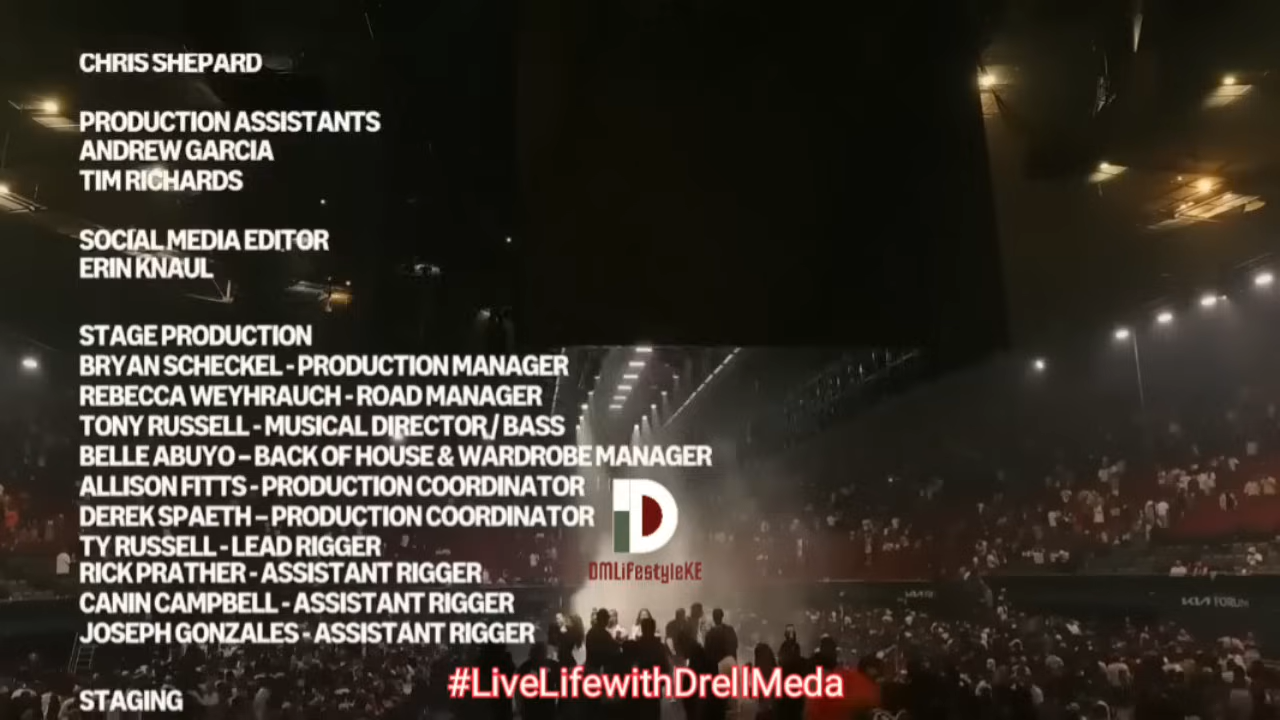 CHRIS SHEPARD
PRODUCTION ASSISTANTS
ANDREW GARCIA
TIM RICHARDS
SOCIAL MEDIA EDITOR
ERIN KNAUL
STAGE PRODUCTION
BRYAN SCHECKEL - PRODUCTION MANAGER
REBECCA WEYHRAUCH - ROAD MANAGER
TONY RUSSELL - MUSICAL DIRECTOR / BASS
BELLE ABUYO – BACK OF HOUSE & WARDROBE MANAGER
ALLISON FITTS - PRODUCTION COORDINATOR
DEREK SPAETH – PRODUCTION COORDINATOR
TY RUSSELL - LEAD RIGGER
RICK PRATHER - ASSISTANT RIGGER
CANIN CAMPBELL - ASSISTANT RIGGER
JOSEPH GONZALES - ASSISTANT RIGGER
STAGING
D
DMLifestyleKE
KIA FORUM
#LiveLifewithDrellMeda